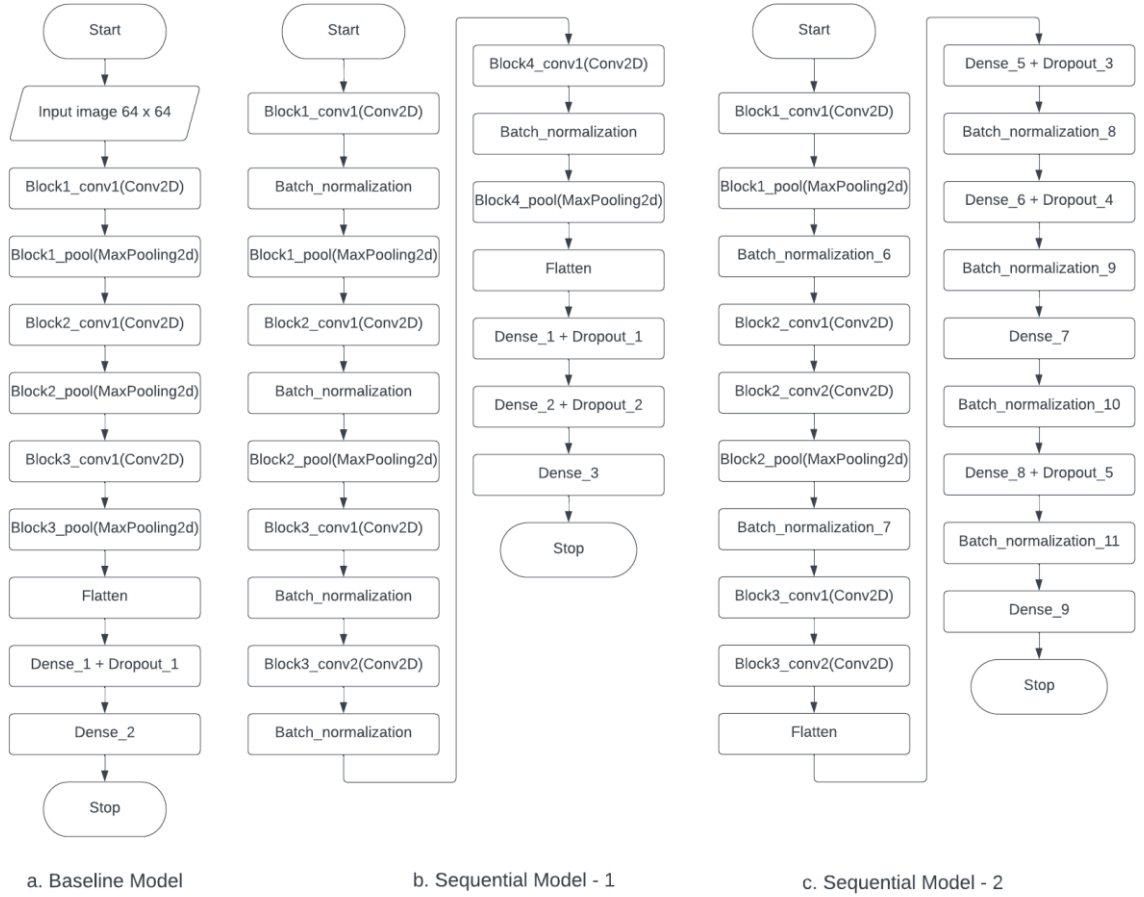 Start
Input image 64 x 64
Block1_conv1(Conv2D)
Block1_pool(MaxPooling2d)
Block2_conv1(Conv2D)
Block2_pool(MaxPooling2d)
Block3_conv1(Conv2D)
Block3_pool(MaxPooling2d)
Flatten
Dense_1 + Dropout_1
Dense_2
Stop
a. Baseline Model
Start
Block1_conv1(Conv2D)
Batch_normalization
Block1_pool(MaxPooling2d)
Block2_conv1(Conv2D)
Batch_normalization
Block2_pool(MaxPooling2d)
Block3_conv1(Conv2D)
Batch_normalization
Block3_conv2(Conv2D)
Batch_normalization
Block4_conv1(Conv2D)
Batch_normalization
Block4_pool(MaxPooling2d)
Flatten
Dense_1 + Dropout_1
Dense_2 + Dropout_2
Dense_3
Stop
b. Sequential Model - 1
Start
Block1_conv1(Conv2D)
Block1_pool(MaxPooling2d)
Batch_normalization_6
Block2_conv1(Conv2D)
Block2_conv2(Conv2D)
Block2_pool(MaxPooling2d)
Batch_normalization_7
Block3_conv1(Conv2D)
Block3_conv2(Conv2D)
Flatten
Dense_5 + Dropout_3
Batch_normalization_8
Dense_6 + Dropout_4
Batch_normalization_9
Dense_7
Batch_normalization_10
Dense_8 + Dropout_5
Batch_normalization_11
Dense_9
Stop
c. Sequential Model - 2